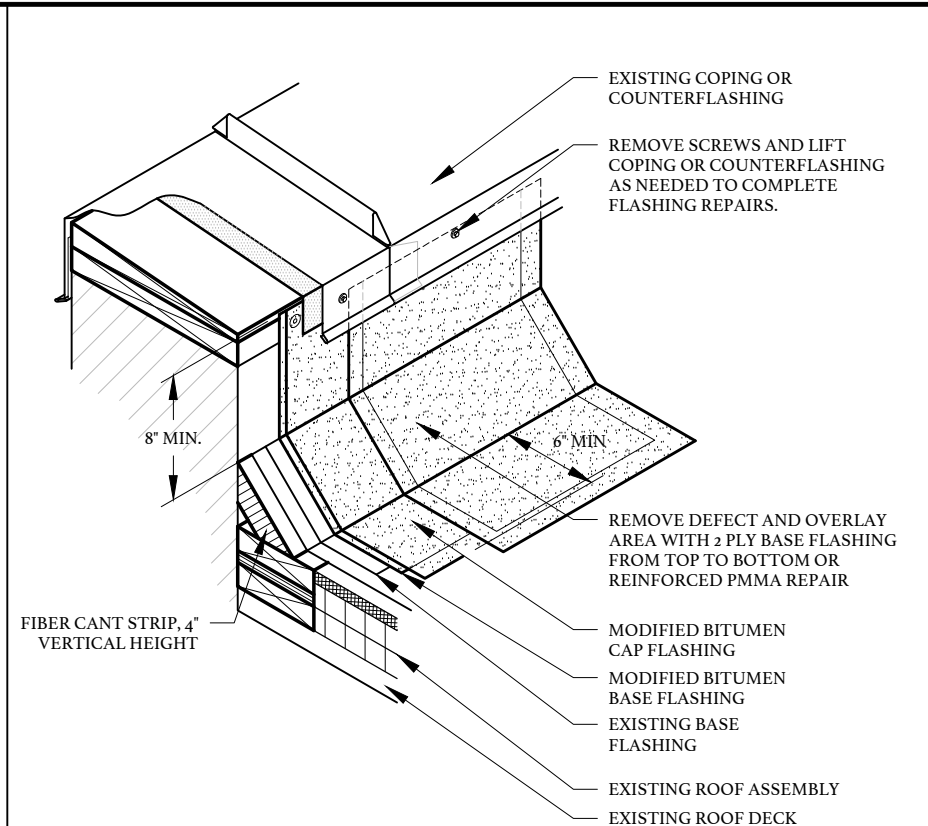 EXISTING COPING OR
COUNTERFLASHING
REMOVE SCREWS AND LIFT
COPING OR COUNTERFLASHING
AS NEEDED TO COMPLETE
FLASHING REPAIRS.
8" MIN.
6" MIN
REMOVE DEFECT AND OVERLAY
AREA WITH 2 PLY BASE FLASHING
FROM TOP TO BOTTOM OR
REINFORCED PMMA REPAIR
FIBER CANT STRIP, 4"
VERTICAL HEIGHT
MODIFIED BITUMEN
CAP FLASHING
MODIFIED BITUMEN
BASE FLASHING
EXISTING BASE
FLASHING
EXISTING ROOF ASSEMBLY
EXISTING ROOF DECK